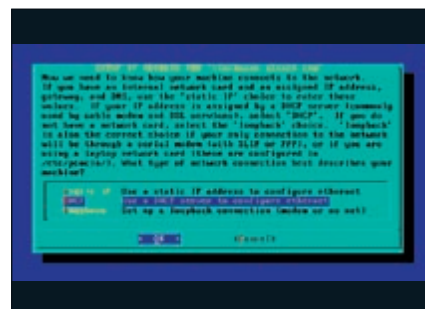 Now we need to know how your machine connects to the network.
If you have an internal network card and an assigned IP address,
gateway, and DNS, use the "static IP" choice to enter these
values. If your IP address is assigned by a DHCP server (commonly
used by cable modem and DSL services), select "DHCP". If you do
not have a network card, select the "loopback" choice. "loopback"
is also the correct choice if your only connection to the network
will be through a serial modem (with SLIP or PPP), or if you are
using a laptop network card (these are configured in
/etc/pcmcia/). What type of network connection best describes your
machine?
static IP Use a static IP address to configure ethernet
DHCP Use a DHCP server to configure ethernet
loopback Set up a loopback connection (modem or no net)
< OK > <Cancel>